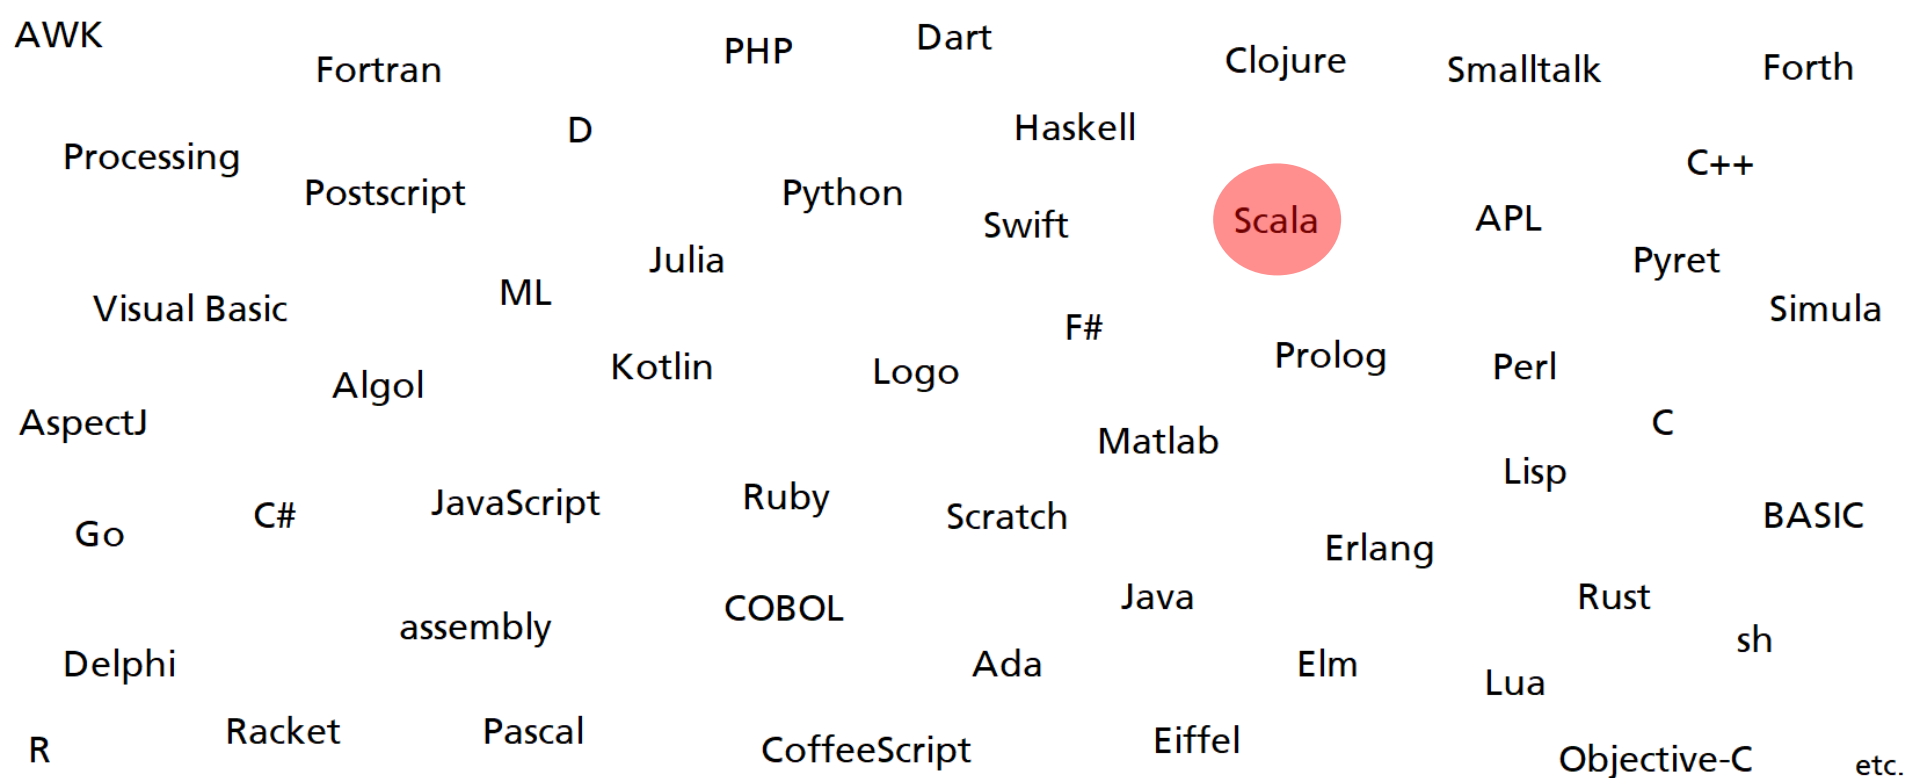 AWK
Fortran
PHP
Dart
Clojure
Smalltalk
Forth
D
Haskell
Processing
C++
Postscript
Python
Swift
Scala
APL
Julia
Pyret
ML
Visual Basic
Simula
F#
Prolog
Kotlin
Logo
Perl
Algol
AspectJ
C
Matlab
Lisp
JavaScript
Ruby
C#
Scratch
BASIC
Go
Erlang
Java
Rust
COBOL
assembly
sh
Delphi
Ada
Elm
Lua
Racket
Pascal
Eiffel
R
CoffeeScript
Objective-C
etc.